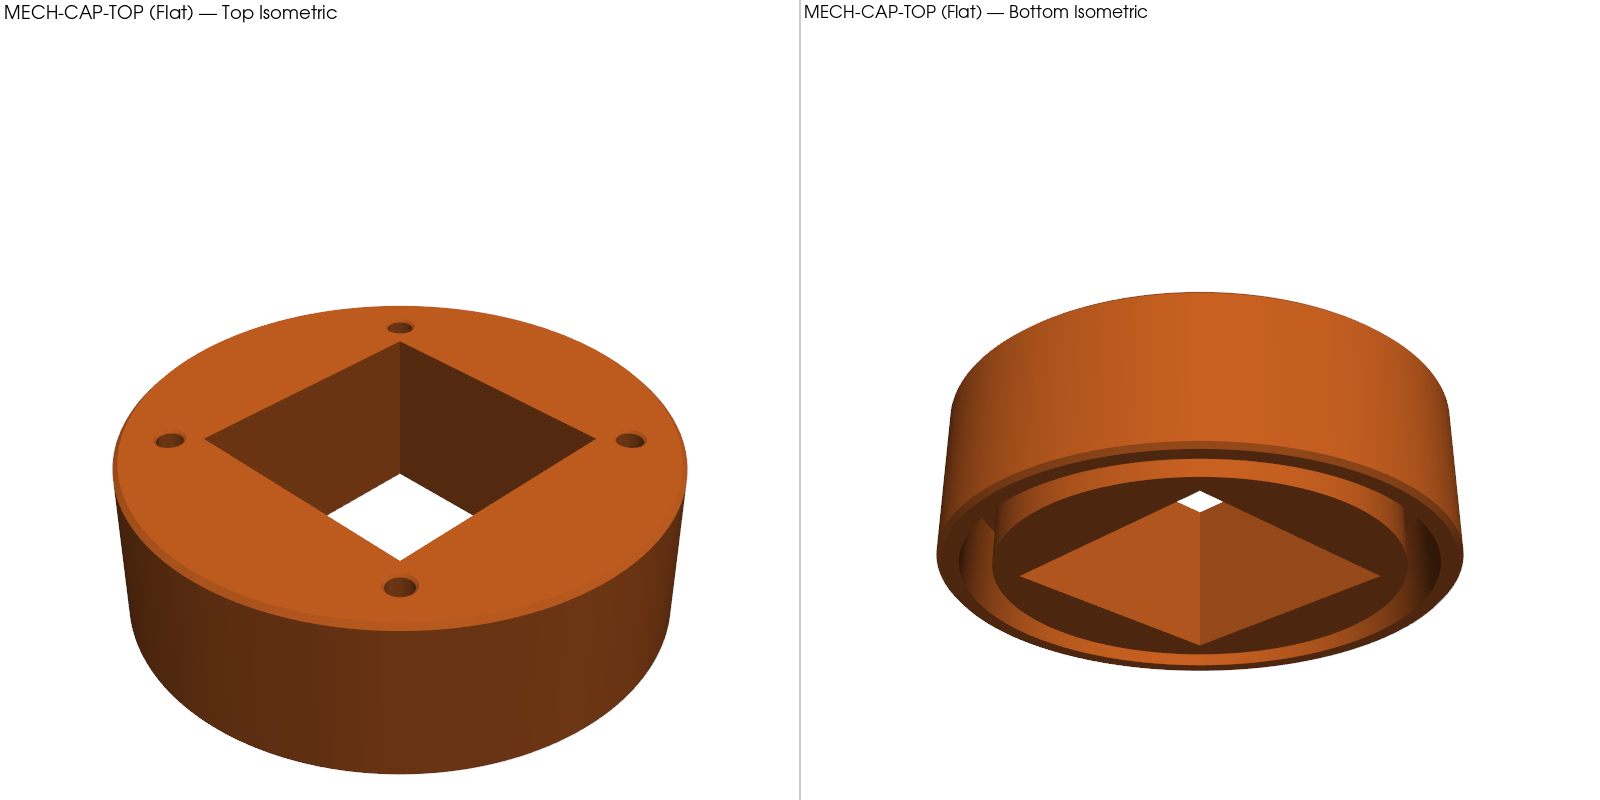 MECH-CAP-TOP (Flat) — Top Isometric
MECH-CAP-TOP (Flat) — Bottom Isometric